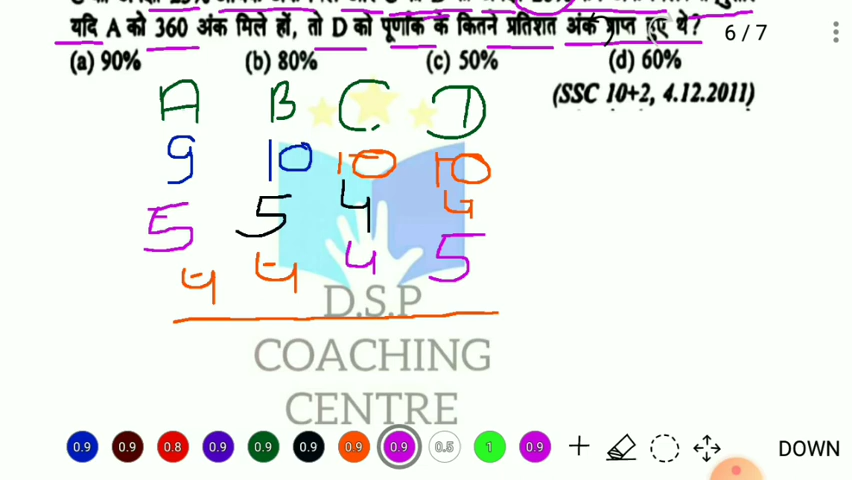 यदि A को 360 अंक मिले हों, तो D को पूर्णांक के कितने प्रतिशत अंक प्राप्त हुए थे?
6 / 7
(a) 90% (b) 80% (c) 50% (d) 60%
(SSC 10+2, 4.12.2011)
A B C D
9 10 10 10
5 5 4 4
4 4 4 5
D.S.P
COACHING
CENTRE
0.9 0.9 0.8 0.9 0.9 0.9 0.9 0.9 0.5 1 0.9 DOWN